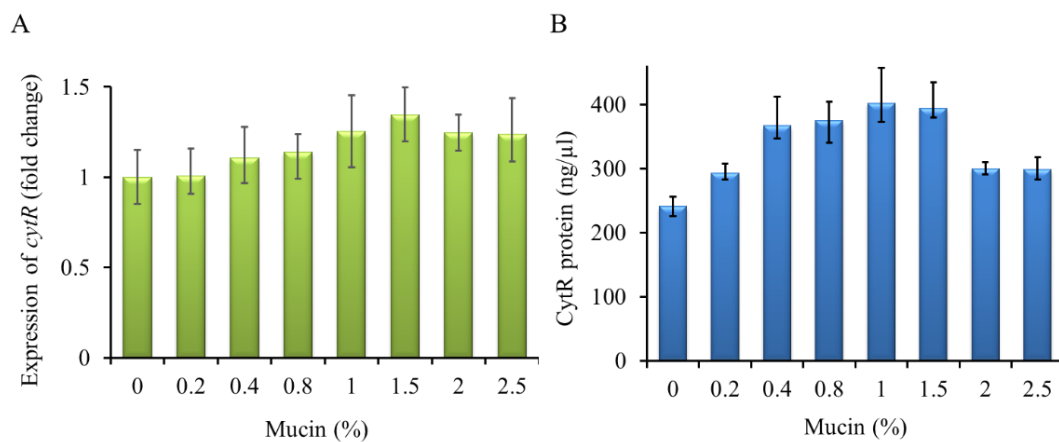 A
Expression of cytR (fold change)
1.5
1
0.5
0
0 0.2 0.4 0.8 1 1.5 2 2.5
Mucin (%)
B
CytR protein (ng/µl)
400
300
200
100
0
0 0.2 0.4 0.8 1 1.5 2 2.5
Mucin (%)